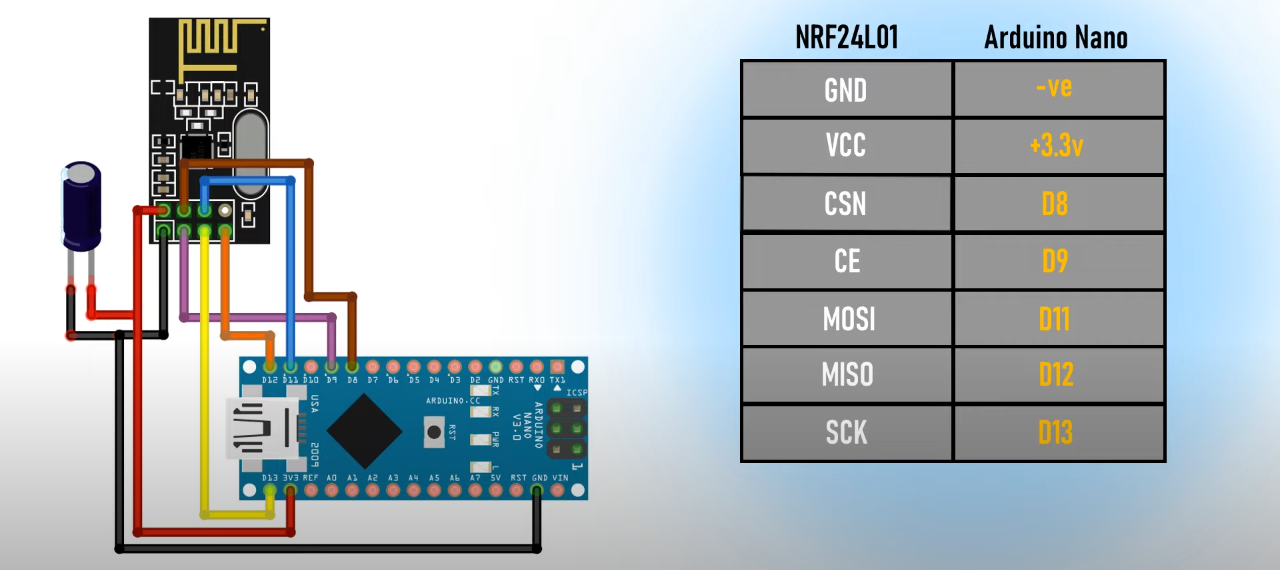 NRF24L01 Arduino Nano
GND -ve
VCC +3.3v
CSN D8
CE D9
MOSI D11
MISO D12
SCK D13
D12 D11 D10 D9 D8 D7 D6 D5 D4 D3 D2 GND RST RX0 TX1
USA
2009
ARDUINO.CC
RST
TX
RX
PWR
L
ARDUINO
NANO
V3.0
ICSP
1
D13 3V3 REF A0 A1 A2 A3 A4 A5 A6 A7 5V RST GND VIN